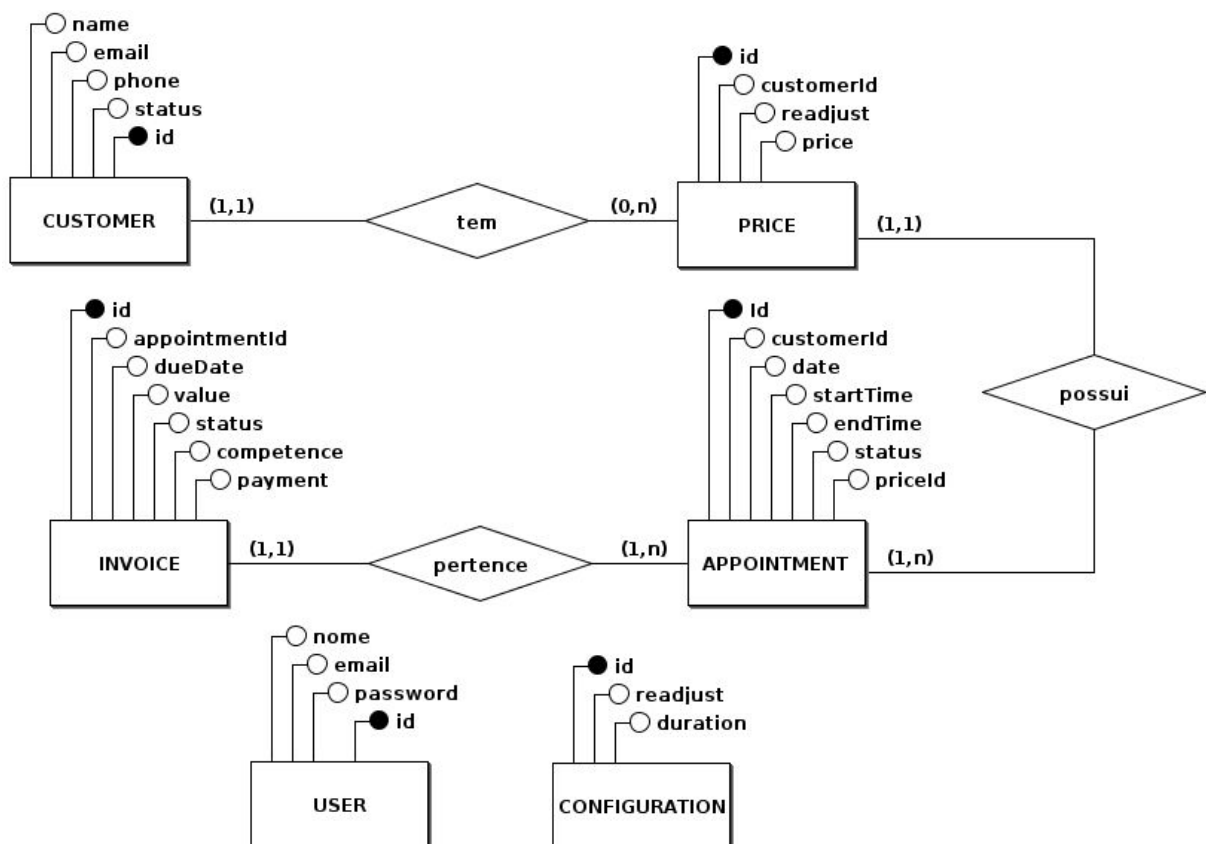 name
email
phone
status
id
CUSTOMER
(1,1)
tem
(0,n)
id
customerId
readjust
price
PRICE
(1,1)
possui
(1,n)
id
appointmentId
dueDate
value
status
competence
payment
INVOICE
(1,1)
pertence
(1,n)
Id
customerId
date
startTime
endTime
status
priceId
APPOINTMENT
nome
email
password
id
USER
id
readjust
duration
CONFIGURATION